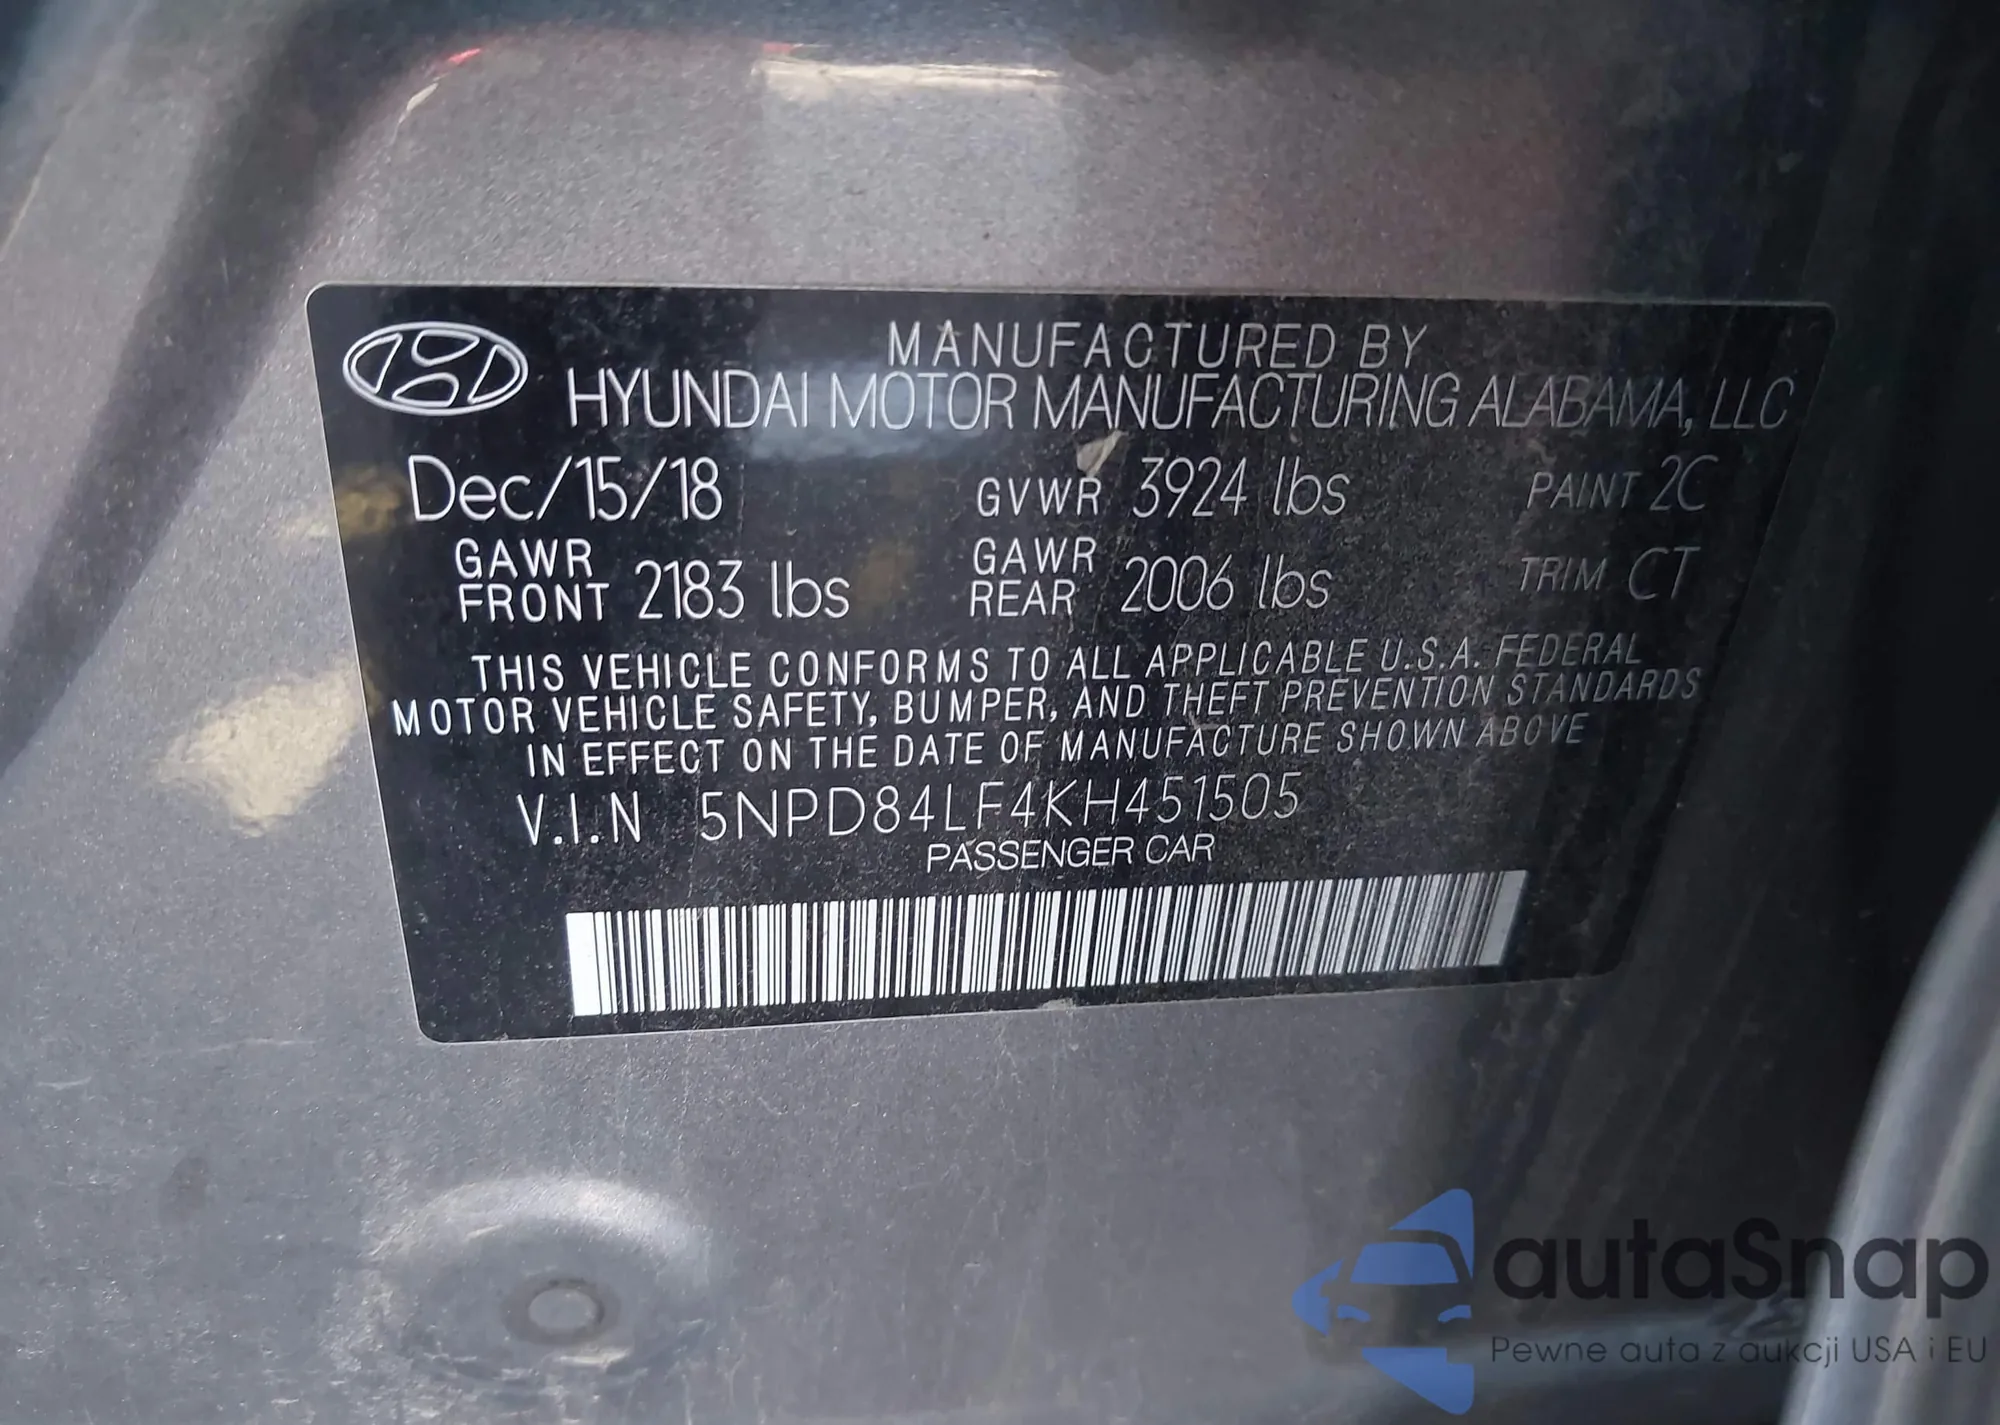 MANUFACTURED BY
HYUNDAI MOTOR MANUFACTURING ALABAMA, LLC
Dec/15/18 GVWR 3924 lbs PAINT 2C
GAWR FRONT 2183 lbs GAWR REAR 2006 lbs TRIM CT
THIS VEHICLE CONFORMS TO ALL APPLICABLE U.S.A. FEDERAL
MOTOR VEHICLE SAFETY, BUMPER, AND THEFT PREVENTION STANDARDS
IN EFFECT ON THE DATE OF MANUFACTURE SHOWN ABOVE
V.I.N 5NPD84LF4KH451505
PASSENGER CAR
autaSnap
Pewne auta z aukcji USA i EU